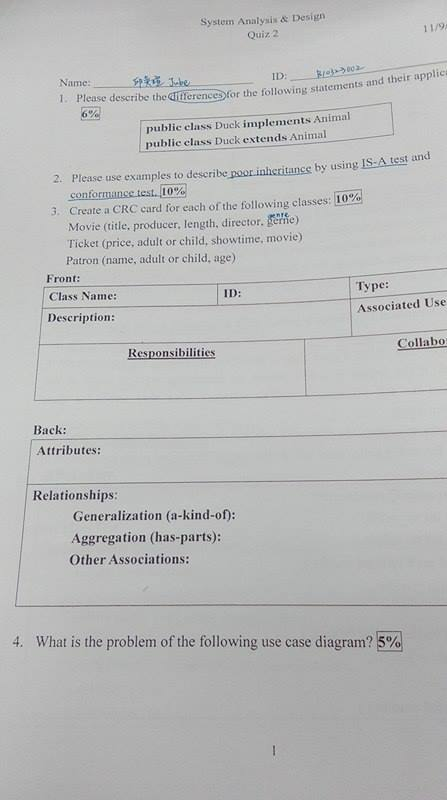 System Analysis & Design
Quiz 2
11/9/
Name: Jube ID: B10323002
1. Please describe the differences for the following statements and their applic
6%
public class Duck implements Animal
public class Duck extends Animal
2. Please use examples to describe poor inheritance by using IS-A test and
conformance test. 10%
3. Create a CRC card for each of the following classes: 10%
genre
Movie (title, producer, length, director, gerne)
Ticket (price, adult or child, showtime, movie)
Patron (name, adult or child, age)
Front:
Class Name: ID: Type:
Description: Associated Use
Responsibilities Collabo
Back:
Attributes:
Relationships:
Generalization (a-kind-of):
Aggregation (has-parts):
Other Associations:
4. What is the problem of the following use case diagram? 5%
1